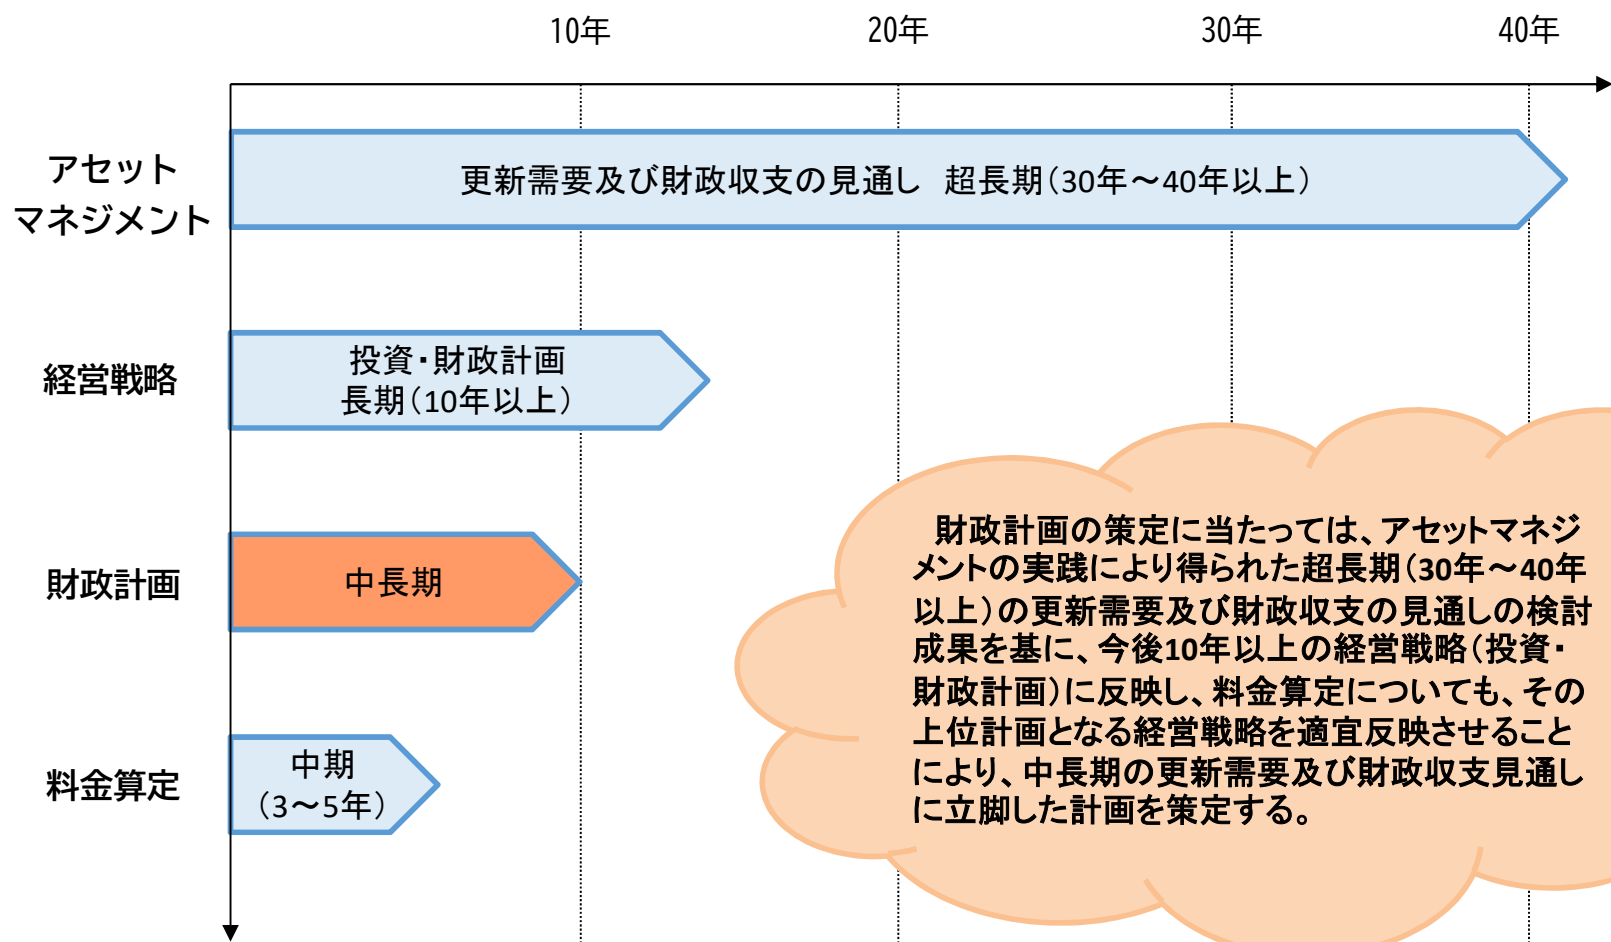 10年 20年 30年 40年
アセット
マネジメント
更新需要及び財政収支の見通し　超長期（30年～40年以上）
経営戦略
投資・財政計画
長期（10年以上）
財政計画
中長期
料金算定
中期
（3～5年）
財政計画の策定に当たっては、アセットマネジ
メントの実践により得られた超長期（30年～40年
以上）の更新需要及び財政収支の見通しの検討
成果を基に、今後10年以上の経営戦略（投資・
財政計画）に反映し、料金算定についても、その
上位計画となる経営戦略を適宜反映させること
により、中長期の更新需要及び財政収支見通し
に立脚した計画を策定する。